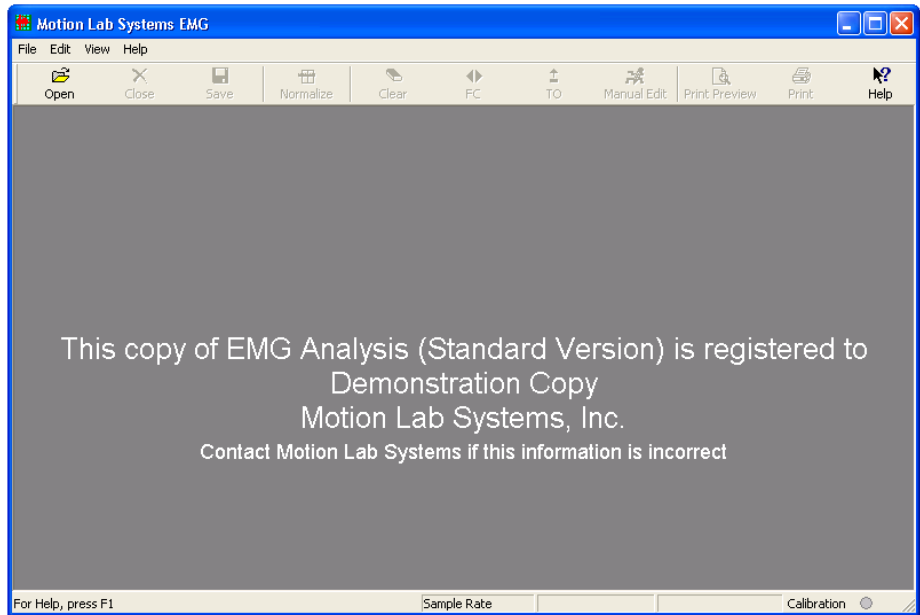 Motion Lab Systems EMG
File Edit View Help
Open Close Save Normalize Clear FC TO Manual Edit Print Preview Print Help
This copy of EMG Analysis (Standard Version) is registered to
Demonstration Copy
Motion Lab Systems, Inc.
Contact Motion Lab Systems if this information is incorrect
For Help, press F1 Sample Rate Calibration